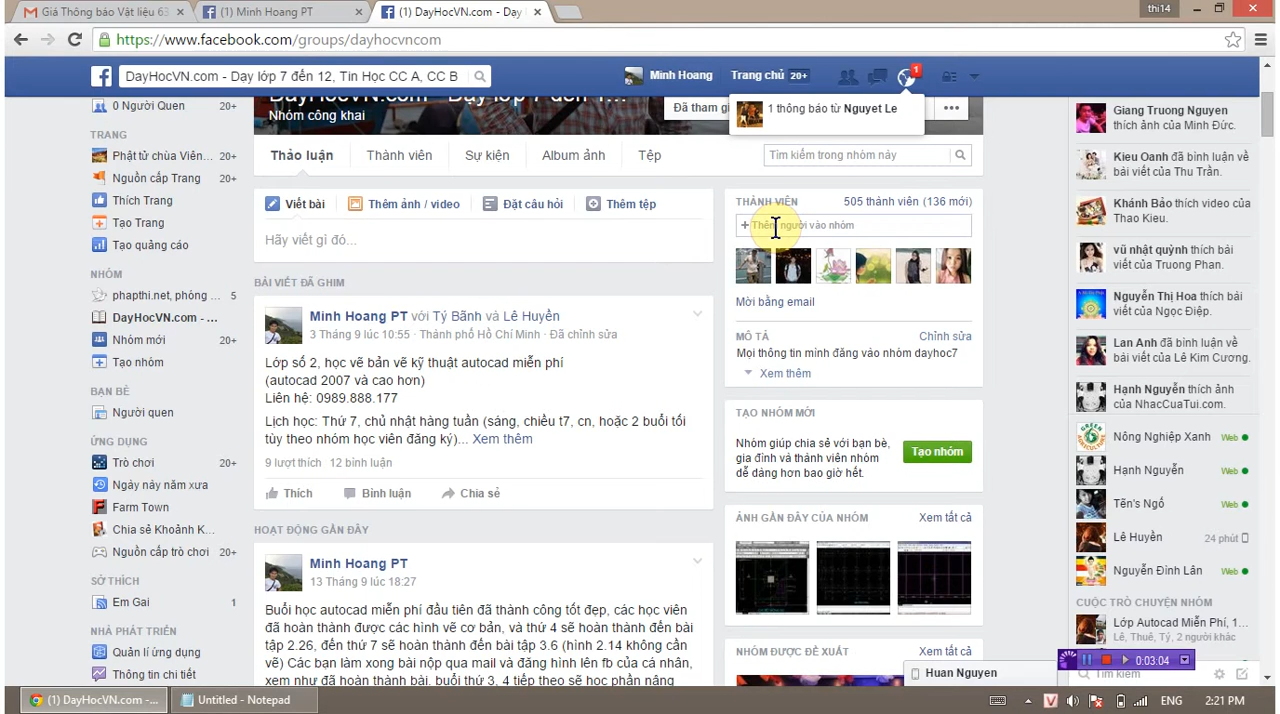 Giá Thông báo Vật liệu 63
(1) Minh Hoang PT
(1) DayHocVN.com - Dạy
thi14
https://www.facebook.com/groups/dayhocvncom
DayHocVN.com - Dạy lớp 7 đến 12, Tin Học CC A, CC B
Minh Hoang
Trang chủ 20+
1
1 thông báo từ Nguyet Le
0 Người Quen 20+
TRANG
Phật tử chùa Viên... 20+
Nguồn cấp Trang 20+
Thích Trang
Tạo Trang
Tạo quảng cáo
NHÓM
phapthi.net, phóng ... 5
DayHocVN.com - ...
Nhóm mới 20+
Tạo nhóm
BẠN BÈ
Người quen
ỨNG DỤNG
Trò chơi 20+
Ngày này năm xưa
Farm Town
Chia sẻ Khoảnh K...
Nguồn cấp trò chơi 20+
SỞ THÍCH
Em Gai 1
NHÀ PHÁT TRIỂN
Quản lí ứng dụng
Thông tin chi tiết
DayHocVN.com - Dạy lớp 7 đến 1...
Nhóm công khai
Đã tham gi
Thảo luận
Thành viên
Sự kiện
Album ảnh
Tệp
Tìm kiếm trong nhóm này
Viết bài
Thêm ảnh / video
Đặt câu hỏi
Thêm tệp
Hãy viết gì đó...
BÀI VIẾT ĐÃ GHIM
Minh Hoang PT với Tý Bãnh và Lê Huyền
3 Tháng 9 lúc 10:55 · Thành phố Hồ Chí Minh · Đã chỉnh sửa
Lớp số 2, học vẽ bản vẽ kỹ thuật autocad miễn phí
(autocad 2007 và cao hơn)
Liên hệ: 0989.888.177
Lịch học: Thứ 7, chủ nhật hàng tuần (sáng, chiều t7, cn, hoặc 2 buổi tối
tùy theo nhóm học viên đăng ký)... Xem thêm
9 lượt thích 12 bình luận
Thích Bình luận Chia sẻ
HOẠT ĐỘNG GẦN ĐÂY
Minh Hoang PT
13 Tháng 9 lúc 18:27
Buổi học autocad miễn phí đầu tiên đã thành công tốt đẹp, các học viên
đã hoàn thành được các hình vẽ cơ bản, và thứ 4 sẽ hoàn thành đến bài
tập 2.26, đến thứ 7 sẽ hoàn thành đến bài tập 3.6 (hình 2.14 không cần
vẽ) Các bạn làm xong bài nộp qua mail và đăng hình lên fb của cá nhân,
xem như đã hoàn thành. buổi thứ 3, 4 tiếp theo sẽ học phần nâng
THÀNH VIÊN
505 thành viên (136 mới)
+ Thêm người vào nhóm
Mời bằng email
MÔ TẢ
Chỉnh sửa
Mọi thông tin mình đăng vào nhóm dayhoc7
Xem thêm
TẠO NHÓM MỚI
Nhóm giúp chia sẻ với bạn bè,
gia đình và thành viên nhóm
dễ dàng hơn bao giờ hết.
Tạo nhóm
ẢNH GẦN ĐÂY CỦA NHÓM
Xem tất cả
NHÓM ĐƯỢC ĐỀ XUẤT
Xem tất cả
Giang Truong Nguyen
thích ảnh của Minh Đức.
Kieu Oanh đã bình luận về
bài viết của Thu Trần.
Khánh Bảo thích video của
Thao Kieu.
vũ nhật quỳnh thích bài
viết của Truong Phan.
Nguyễn Thị Hoa thích bài
viết của Ngọc Điệp.
Lan Anh đã bình luận về
bài viết của Lê Kim Cương.
Hạnh Nguyễn thích ảnh
của NhacCuaTui.com.
Nông Nghiệp Xanh Web
Hạnh Nguyễn Web
Tẽn's Ngố Web
Lê Huyền 24 phút
Nguyễn Đình Lân Web
CUỘC TRÒ CHUYỆN NHÓM
Lớp Autocad Miễn Phí, 1...
Lê, Thuê, Tý, 2 người khác
Tìm kiếm
Huan Nguyen
0:03:04
(1) DayHocVN.com - ...
Untitled - Notepad
V
ENG
2:21 PM